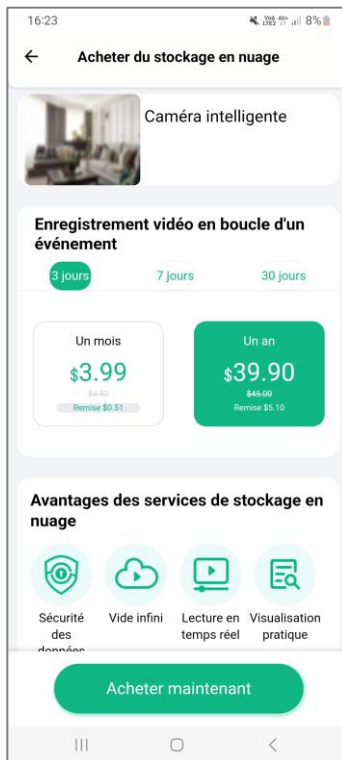 16:23
8%
Acheter du stockage en nuage
Caméra intelligente
Enregistrement vidéo en boucle d'un
événement
3 jours 7 jours 30 jours
Un mois Un an
$3.99 $39.90
$4.50 $45.00
Remise $0.51 Remise $5.10
Avantages des services de stockage en
nuage
Sécurité Vide infini Lecture en Visualisation
des temps réel pratique
données
Acheter maintenant